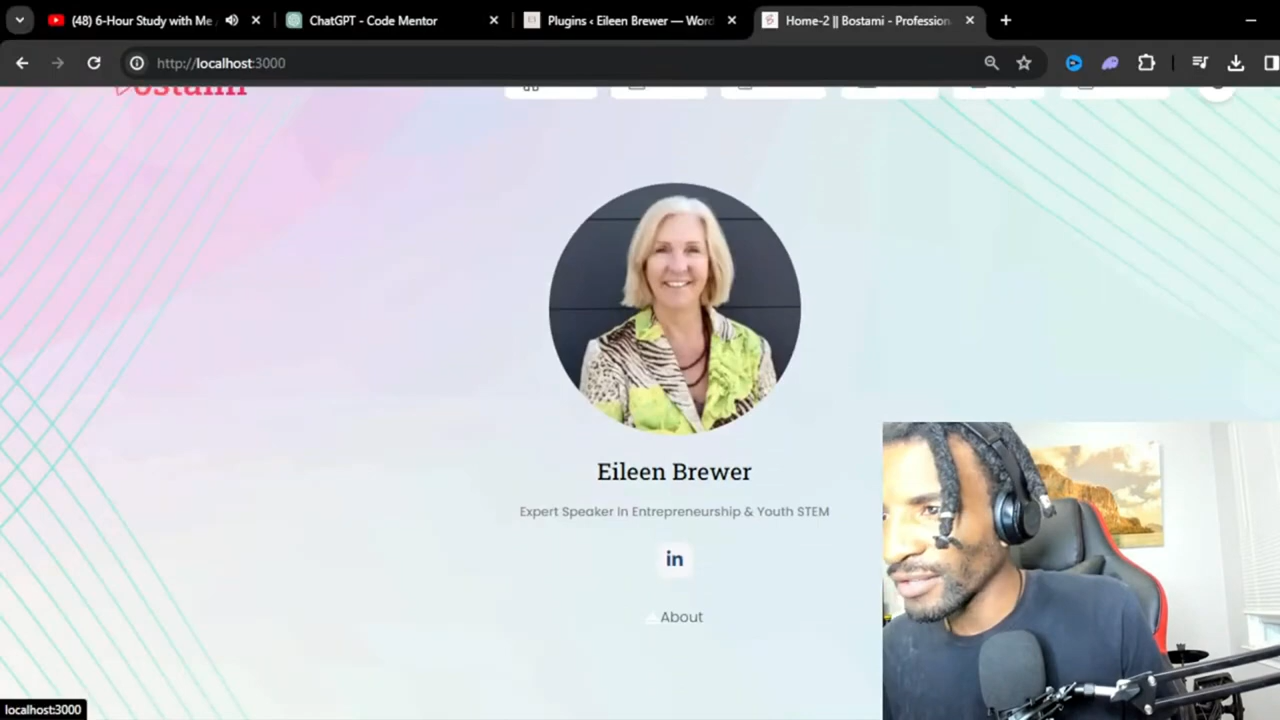 (48) 6-Hour Study with Me
ChatGPT - Code Mentor
Plugins ‹ Eileen Brewer — Word
Home-2 || Bostami - Profession
http://localhost:3000
Eileen Brewer
Expert Speaker In Entrepreneurship & Youth STEM
in
About
localhost:3000